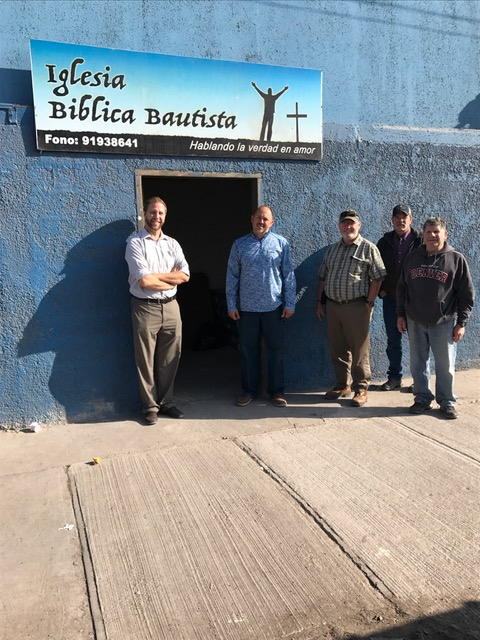 Iglesia
Biblica Bautista
Fono: 91938641
Hablando la verdad en amor
DENVER